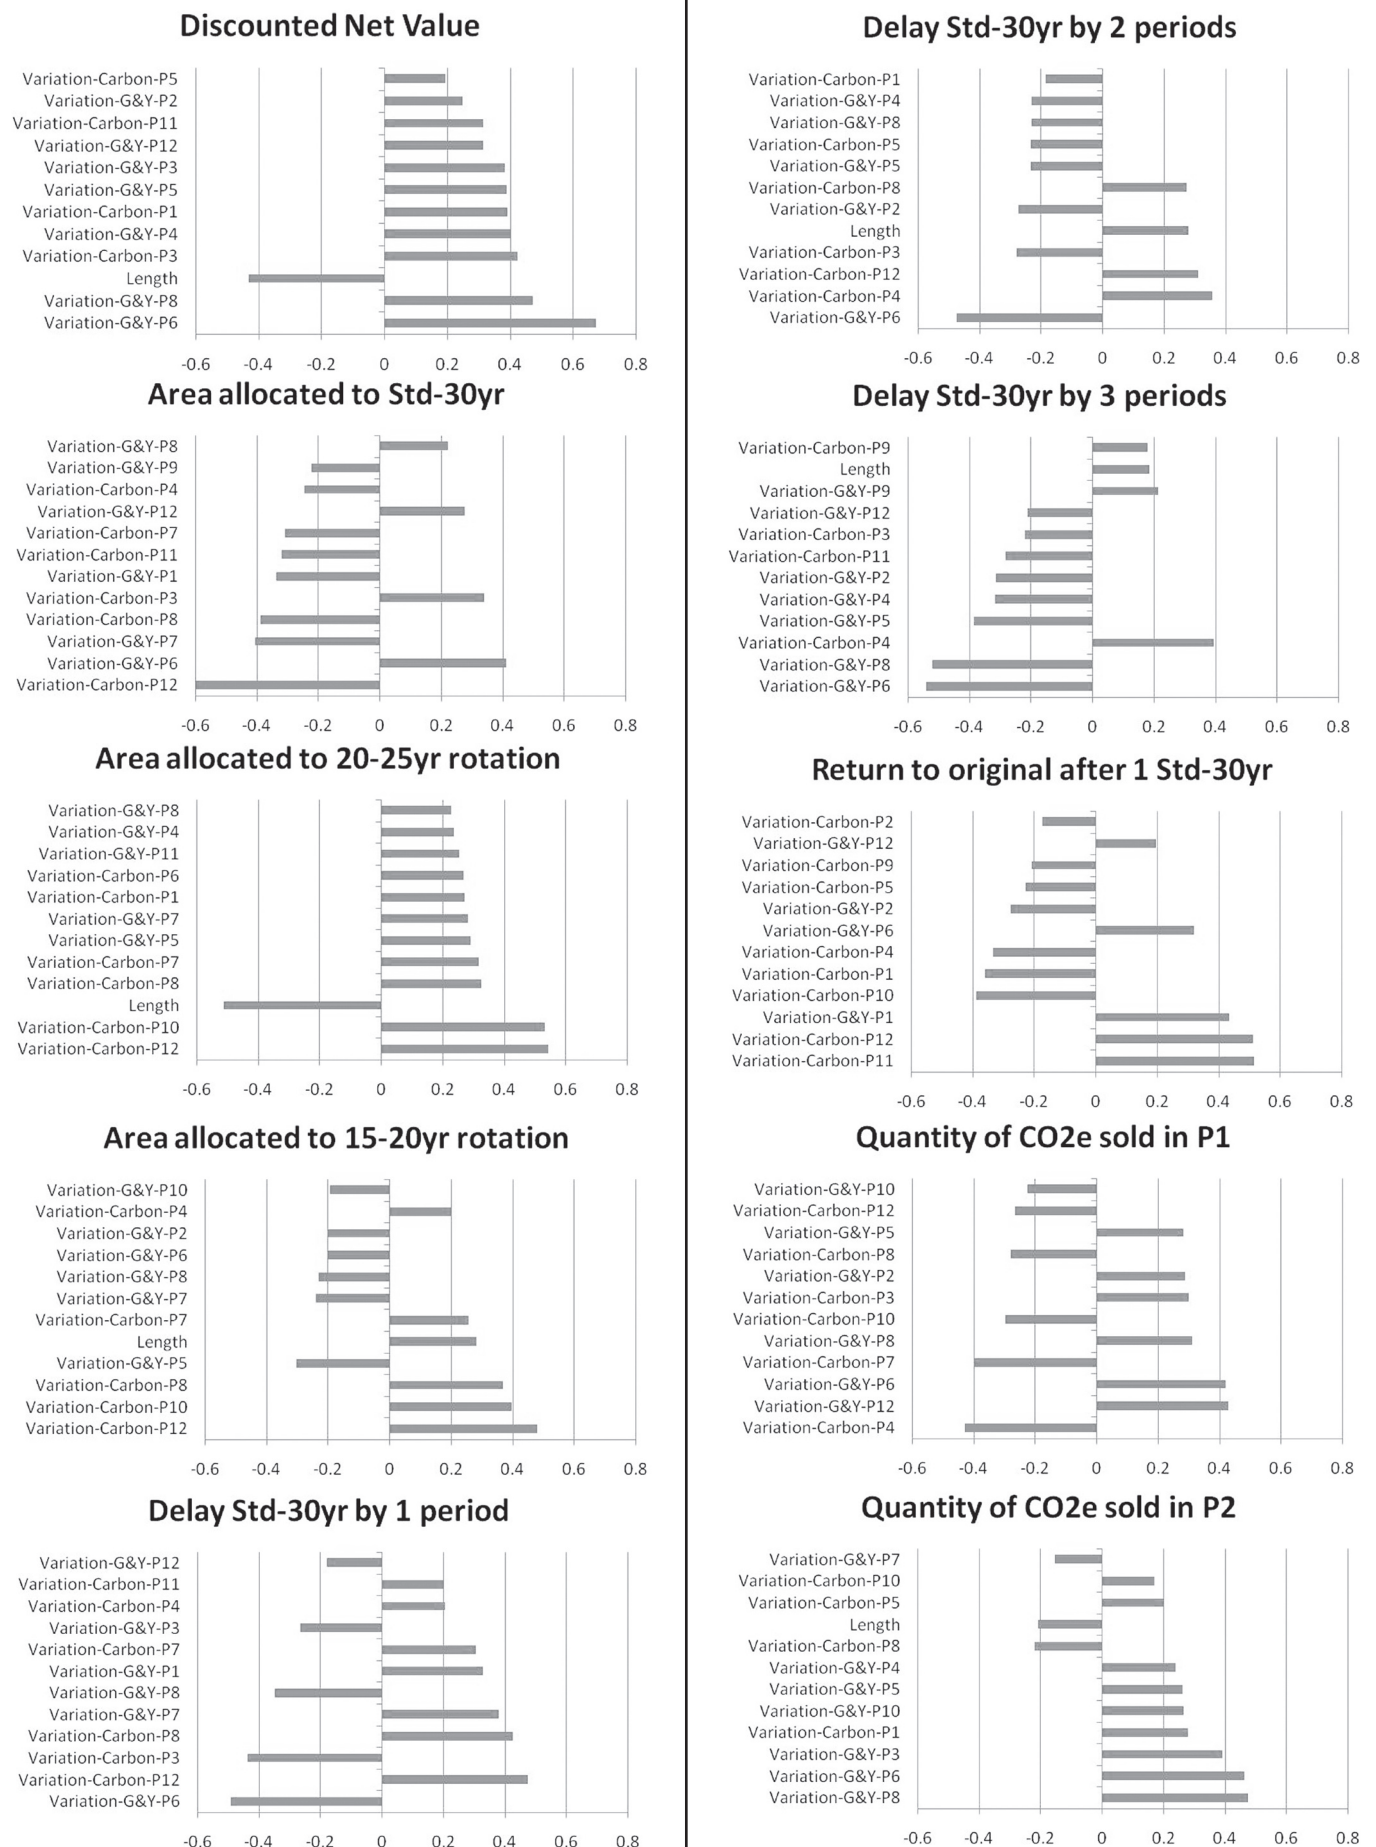 Discounted Net Value
Variation-Carbon-P5
Variation-G&Y-P2
Variation-Carbon-P11
Variation-G&Y-P12
Variation-G&Y-P3
Variation-G&Y-P5
Variation-Carbon-P1
Variation-G&Y-P4
Variation-Carbon-P3
Length
Variation-G&Y-P8
Variation-G&Y-P6
-0.6 -0.4 -0.2 0 0.2 0.4 0.6 0.8
Area allocated to Std-30yr
Variation-G&Y-P8
Variation-G&Y-P9
Variation-Carbon-P4
Variation-G&Y-P12
Variation-Carbon-P7
Variation-Carbon-P11
Variation-G&Y-P1
Variation-Carbon-P3
Variation-Carbon-P8
Variation-G&Y-P7
Variation-G&Y-P6
Variation-Carbon-P12
-0.6 -0.4 -0.2 0 0.2 0.4 0.6 0.8
Area allocated to 20-25yr rotation
Variation-G&Y-P8
Variation-G&Y-P4
Variation-G&Y-P11
Variation-Carbon-P6
Variation-Carbon-P1
Variation-G&Y-P7
Variation-G&Y-P5
Variation-Carbon-P7
Variation-Carbon-P8
Length
Variation-Carbon-P10
Variation-Carbon-P12
-0.6 -0.4 -0.2 0 0.2 0.4 0.6 0.8
Area allocated to 15-20yr rotation
Variation-G&Y-P10
Variation-Carbon-P4
Variation-G&Y-P2
Variation-G&Y-P6
Variation-G&Y-P8
Variation-G&Y-P7
Variation-Carbon-P7
Length
Variation-G&Y-P5
Variation-Carbon-P8
Variation-Carbon-P10
Variation-Carbon-P12
-0.6 -0.4 -0.2 0 0.2 0.4 0.6 0.8
Delay Std-30yr by 1 period
Variation-G&Y-P12
Variation-Carbon-P11
Variation-Carbon-P4
Variation-G&Y-P3
Variation-Carbon-P7
Variation-G&Y-P1
Variation-G&Y-P8
Variation-G&Y-P7
Variation-Carbon-P8
Variation-Carbon-P3
Variation-Carbon-P12
Variation-G&Y-P6
-0.6 -0.4 -0.2 0 0.2 0.4 0.6 0.8
Delay Std-30yr by 2 periods
Variation-Carbon-P1
Variation-G&Y-P4
Variation-G&Y-P8
Variation-Carbon-P5
Variation-G&Y-P5
Variation-Carbon-P8
Variation-G&Y-P2
Length
Variation-Carbon-P3
Variation-Carbon-P12
Variation-Carbon-P4
Variation-G&Y-P6
-0.6 -0.4 -0.2 0 0.2 0.4 0.6 0.8
Delay Std-30yr by 3 periods
Variation-Carbon-P9
Length
Variation-G&Y-P9
Variation-G&Y-P12
Variation-Carbon-P3
Variation-Carbon-P11
Variation-G&Y-P2
Variation-G&Y-P4
Variation-G&Y-P5
Variation-Carbon-P4
Variation-G&Y-P8
Variation-G&Y-P6
-0.6 -0.4 -0.2 0 0.2 0.4 0.6 0.8
Return to original after 1 Std-30yr
Variation-Carbon-P2
Variation-G&Y-P12
Variation-Carbon-P9
Variation-Carbon-P5
Variation-G&Y-P2
Variation-G&Y-P6
Variation-Carbon-P4
Variation-Carbon-P1
Variation-Carbon-P10
Variation-G&Y-P1
Variation-Carbon-P12
Variation-Carbon-P11
-0.6 -0.4 -0.2 0 0.2 0.4 0.6 0.8
Quantity of CO2e sold in P1
Variation-G&Y-P10
Variation-Carbon-P12
Variation-G&Y-P5
Variation-Carbon-P8
Variation-G&Y-P2
Variation-Carbon-P3
Variation-Carbon-P10
Variation-G&Y-P8
Variation-Carbon-P7
Variation-G&Y-P6
Variation-G&Y-P12
Variation-Carbon-P4
-0.6 -0.4 -0.2 0 0.2 0.4 0.6 0.8
Quantity of CO2e sold in P2
Variation-G&Y-P7
Variation-Carbon-P10
Variation-Carbon-P5
Length
Variation-Carbon-P8
Variation-G&Y-P4
Variation-G&Y-P5
Variation-G&Y-P10
Variation-Carbon-P1
Variation-G&Y-P3
Variation-G&Y-P6
Variation-G&Y-P8
-0.6 -0.4 -0.2 0 0.2 0.4 0.6 0.8